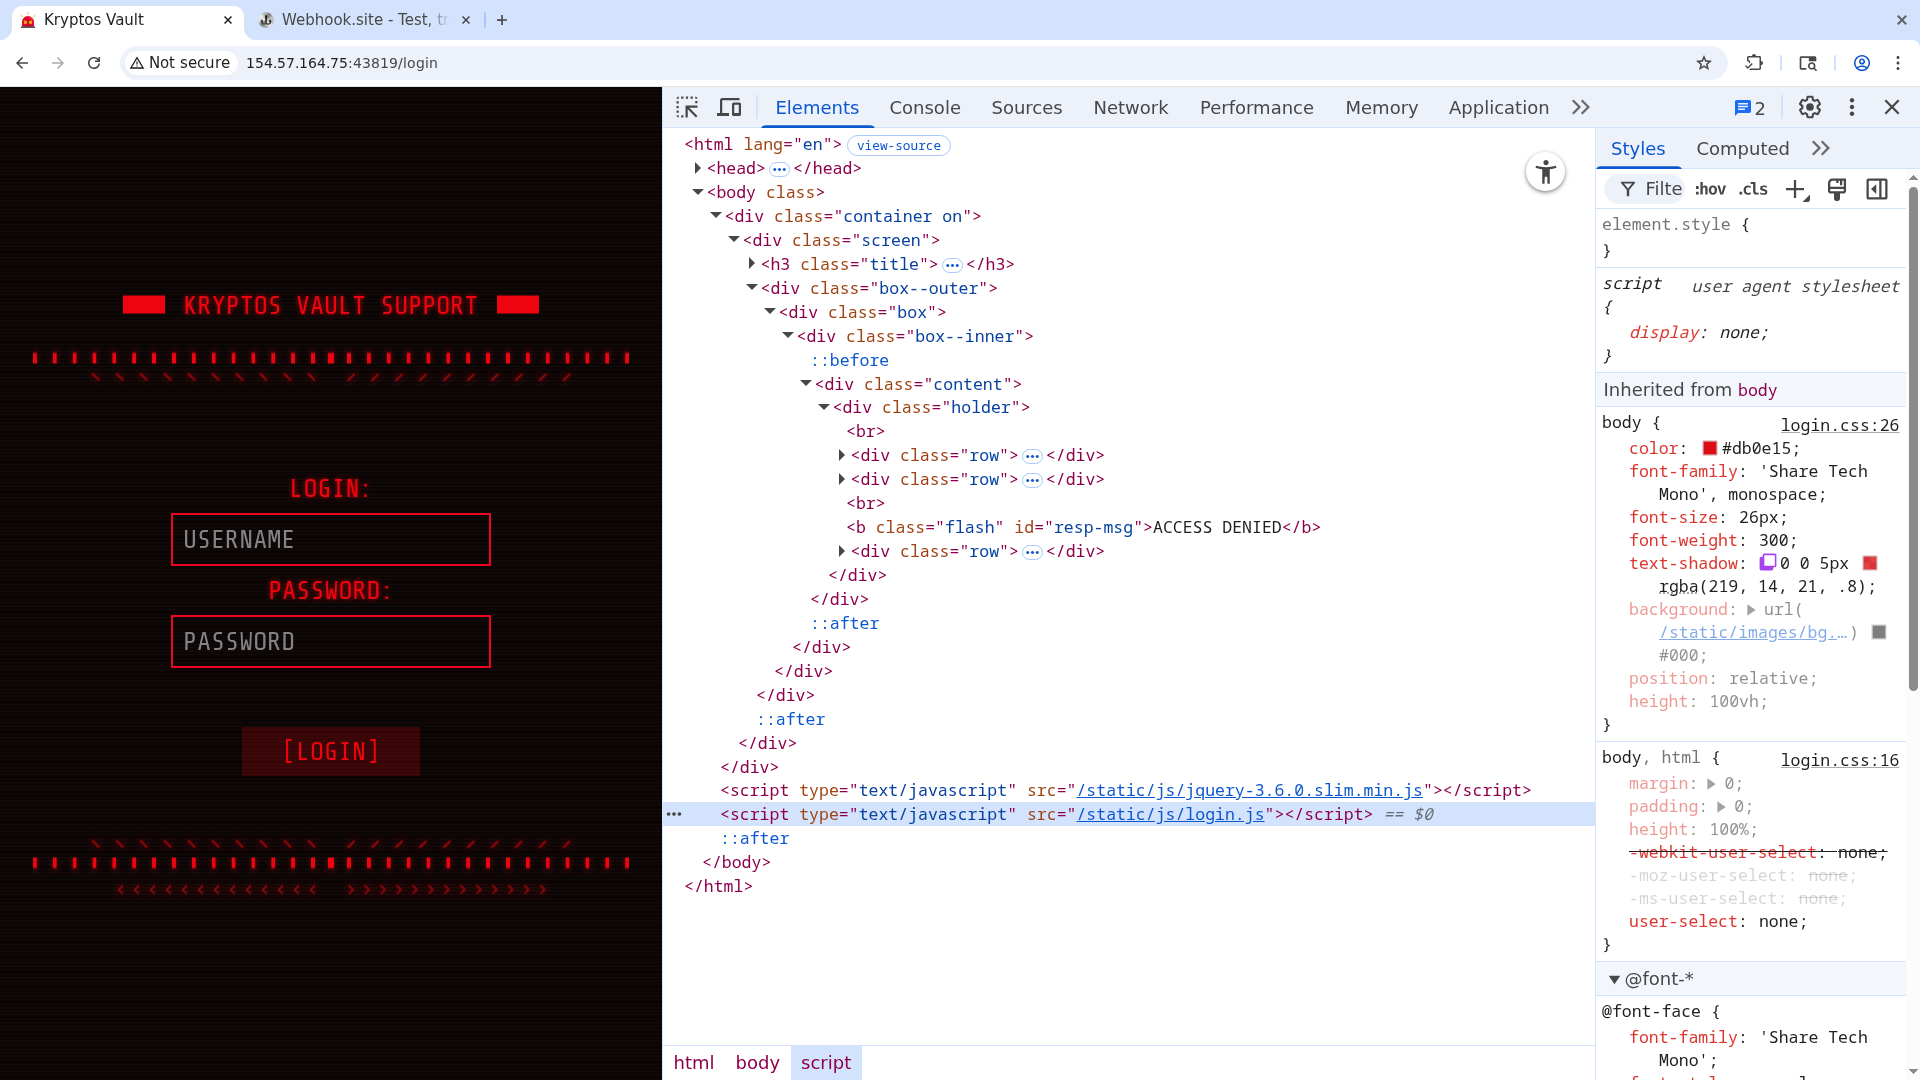 Kryptos Vault
Webhook.site - Test, tr
Not secure
154.57.164.75:43819/login
KRYPTOS VAULT SUPPORT
LOGIN:
USERNAME
PASSWORD:
PASSWORD
[LOGIN]
Elements
Console
Sources
Network
Performance
Memory
Application
2
<html lang="en">
view-source
<head> ••• </head>
<body class>
<div class="container on">
<div class="screen">
<h3 class="title"> ••• </h3>
<div class="box--outer">
<div class="box">
<div class="box--inner">
::before
<div class="content">
<div class="holder">
<br>
<div class="row"> ••• </div>
<div class="row"> ••• </div>
<br>
<b class="flash" id="resp-msg">ACCESS DENIED</b>
<div class="row"> ••• </div>
</div>
</div>
::after
</div>
</div>
</div>
::after
</div>
</div>
<script type="text/javascript" src="/static/js/jquery-3.6.0.slim.min.js"></script>
••• <script type="text/javascript" src="/static/js/login.js"></script> == $0
::after
</body>
</html>
html
body
script
Styles
Computed
Filte
:hov
.cls
element.style {
}
script user agent stylesheet
{
display: none;
}
Inherited from body
body { login.css:26
color: #db0e15;
font-family: 'Share Tech
Mono', monospace;
font-size: 26px;
font-weight: 300;
text-shadow: 0 0 5px
rgba(219, 14, 21, .8);
background: url(
/static/images/bg.…)
#000;
position: relative;
height: 100vh;
}
body, html { login.css:16
margin: 0;
padding: 0;
height: 100%;
-webkit-user-select: none;
-moz-user-select: none;
-ms-user-select: none;
user-select: none;
}
@font-*
@font-face {
font-family: 'Share Tech
Mono';